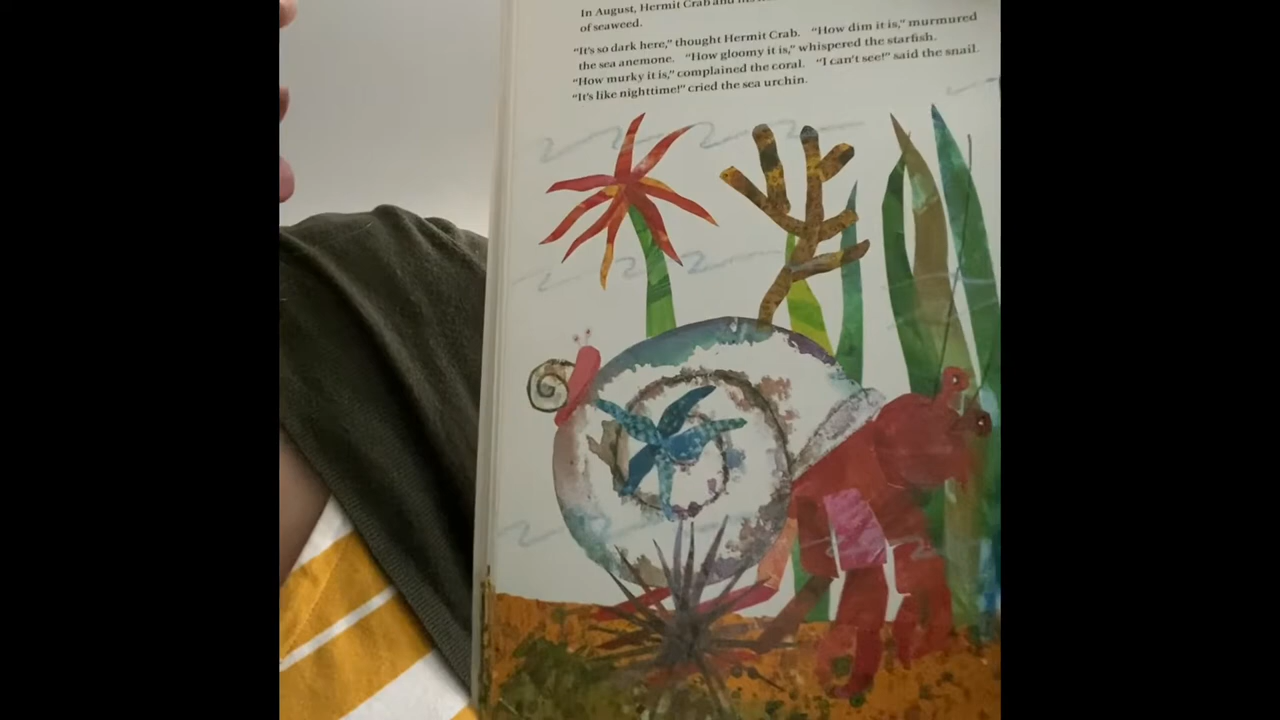 In August, Hermit Crab and
of seaweed.
"It's so dark here," thought Hermit Crab. "How dim it is," murmured
the sea anemone. "How gloomy it is," whispered the starfish.
"How murky it is," complained the coral. "I can't see!" said the snail.
"It's like nighttime!" cried the sea urchin.